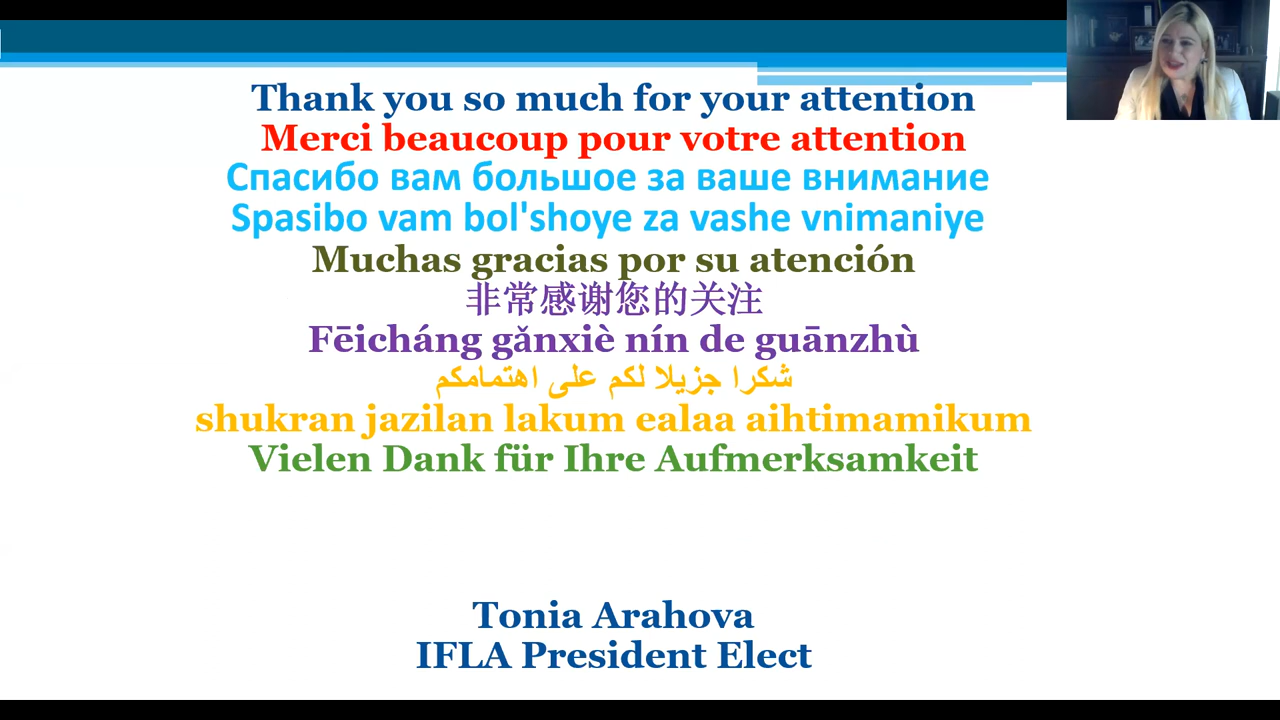 Thank you so much for your attention
Merci beaucoup pour votre attention
Спасибо вам большое за ваше внимание
Spasibo vam bol'shoye za vashe vnimaniye
Muchas gracias por su atención
非常感谢您的关注
Fēicháng gǎnxiè nín de guānzhù
شكرا جزيلا لكم على اهتمامكم
shukran jazilan lakum ealaa aihtimamikum
Vielen Dank für Ihre Aufmerksamkeit
Tonia Arahova
IFLA President Elect